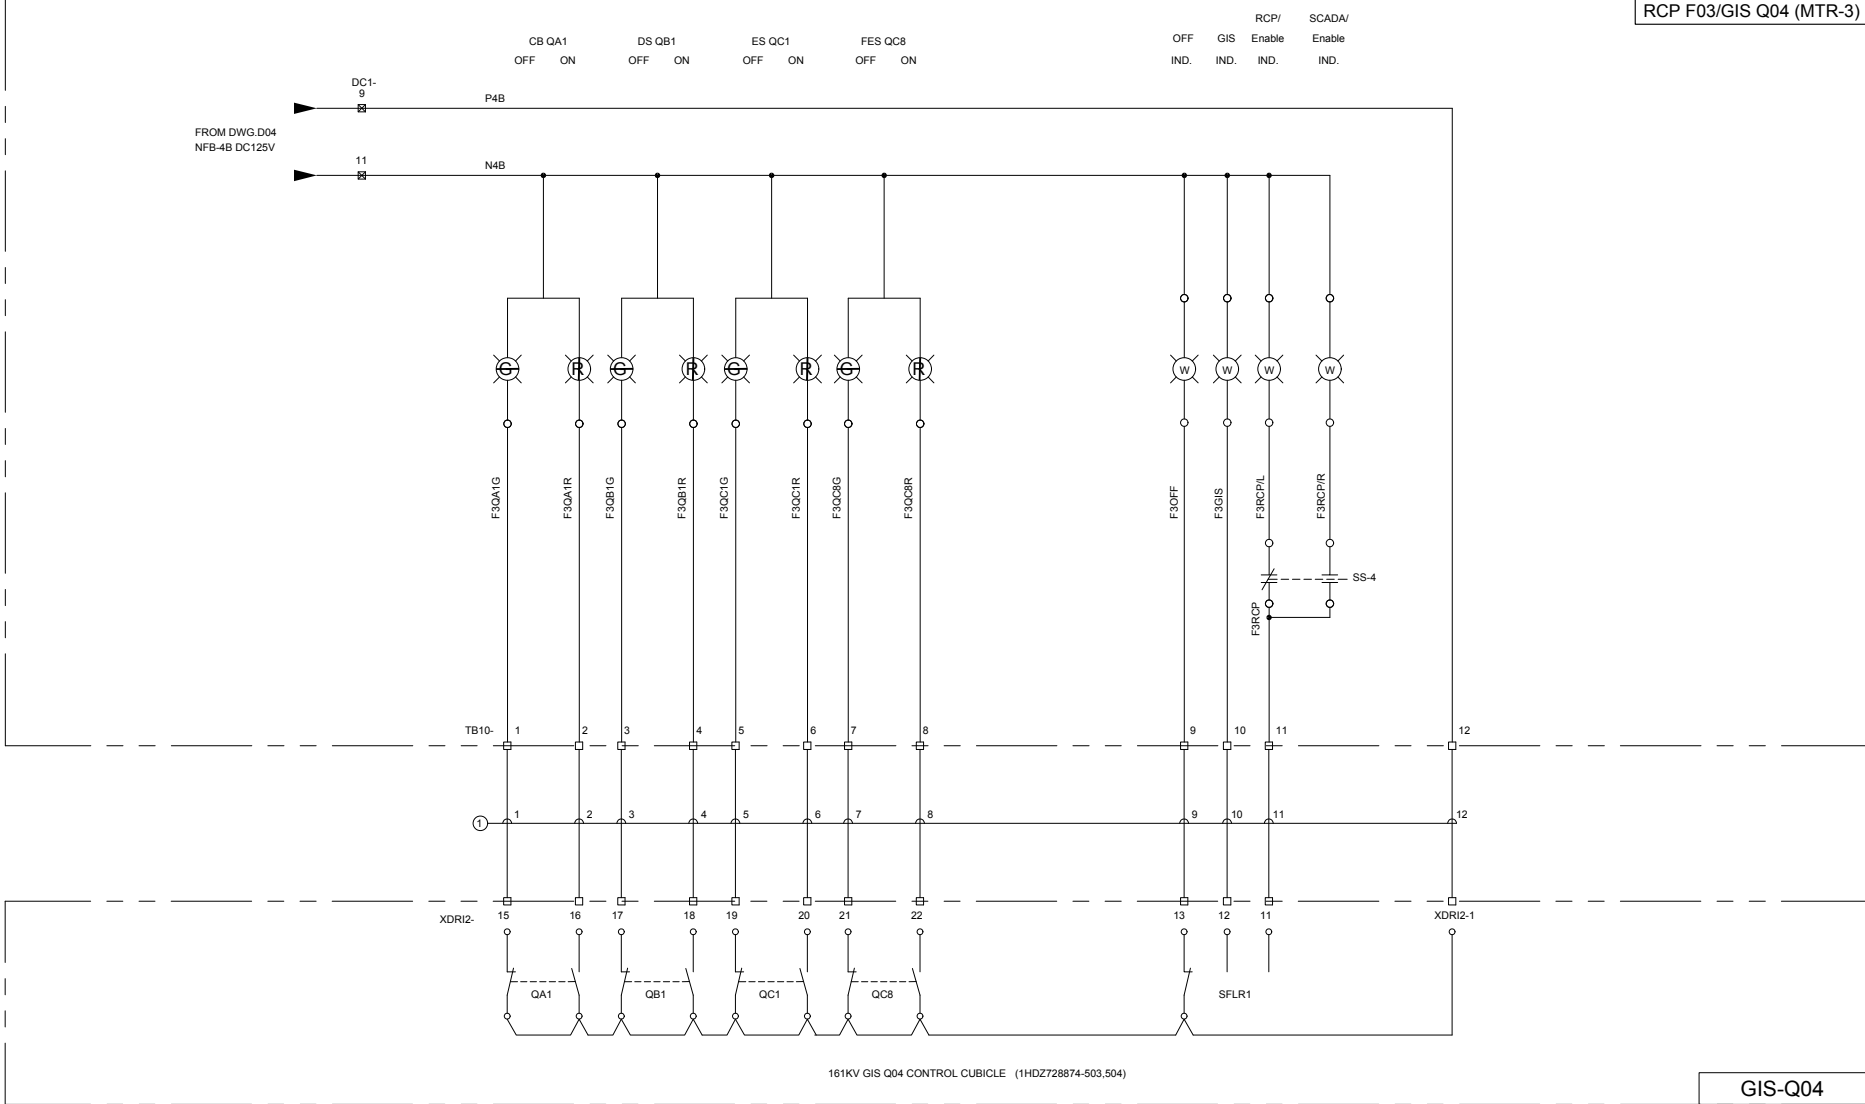 RCP F03/GIS Q04 (MTR-3)
RCP/ SCADA/
CB QA1 DS QB1 ES QC1 FES QC8 OFF GIS Enable Enable
OFF ON OFF ON OFF ON OFF ON IND. IND. IND. IND.
DC1-
9 P4B
FROM DWG.D04
NFB-4B DC125V
11 N4B
G R G R G R G R W W W W
F3QA1G F3QA1R F3QB1G F3QB1R F3QC1G F3QC1R F3QC8G F3QC8R F3OFF F3GIS F3RCP/L F3RCP/R
SS-4
F3RCP
TB10- 1 2 3 4 5 6 7 8 9 10 11 12
1 1 2 3 4 5 6 7 8 9 10 11 12
XDRI2- 15 16 17 18 19 20 21 22 13 12 11 XDRI2-1
QA1 QB1 QC1 QC8 SFLR1
161KV GIS Q04 CONTROL CUBICLE (1HDZ728874-503,504)
GIS-Q04